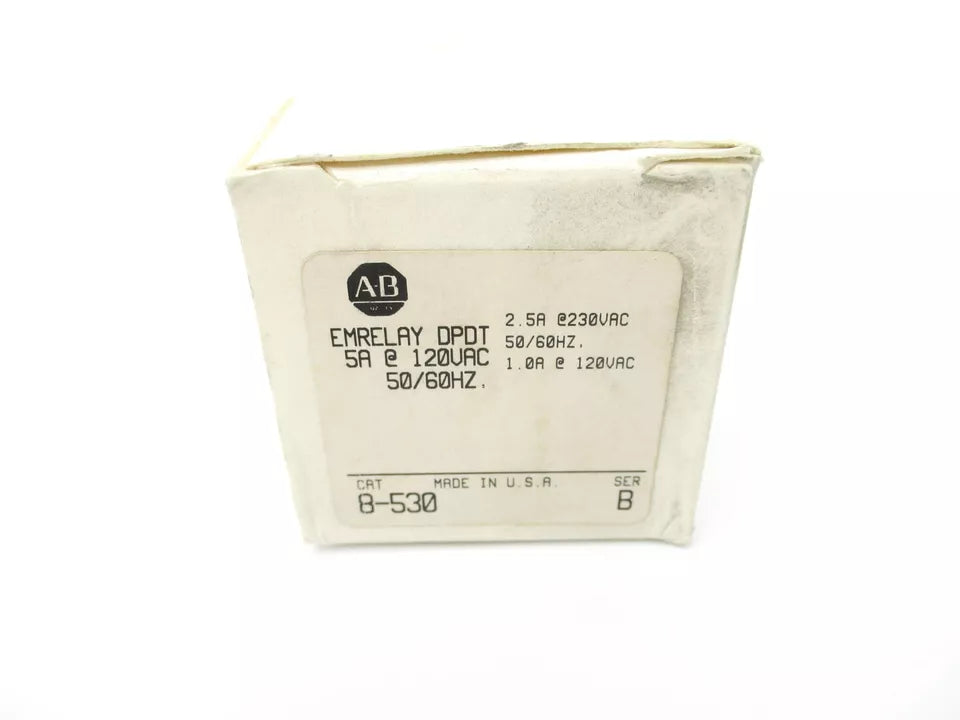 A-B
EMRELAY DPDT
5A @ 120VAC
50/60HZ.
2.5A @230VAC
50/60HZ.
1.0A @ 120VAC
CAT MADE IN U.S.A. SER
8-530 B